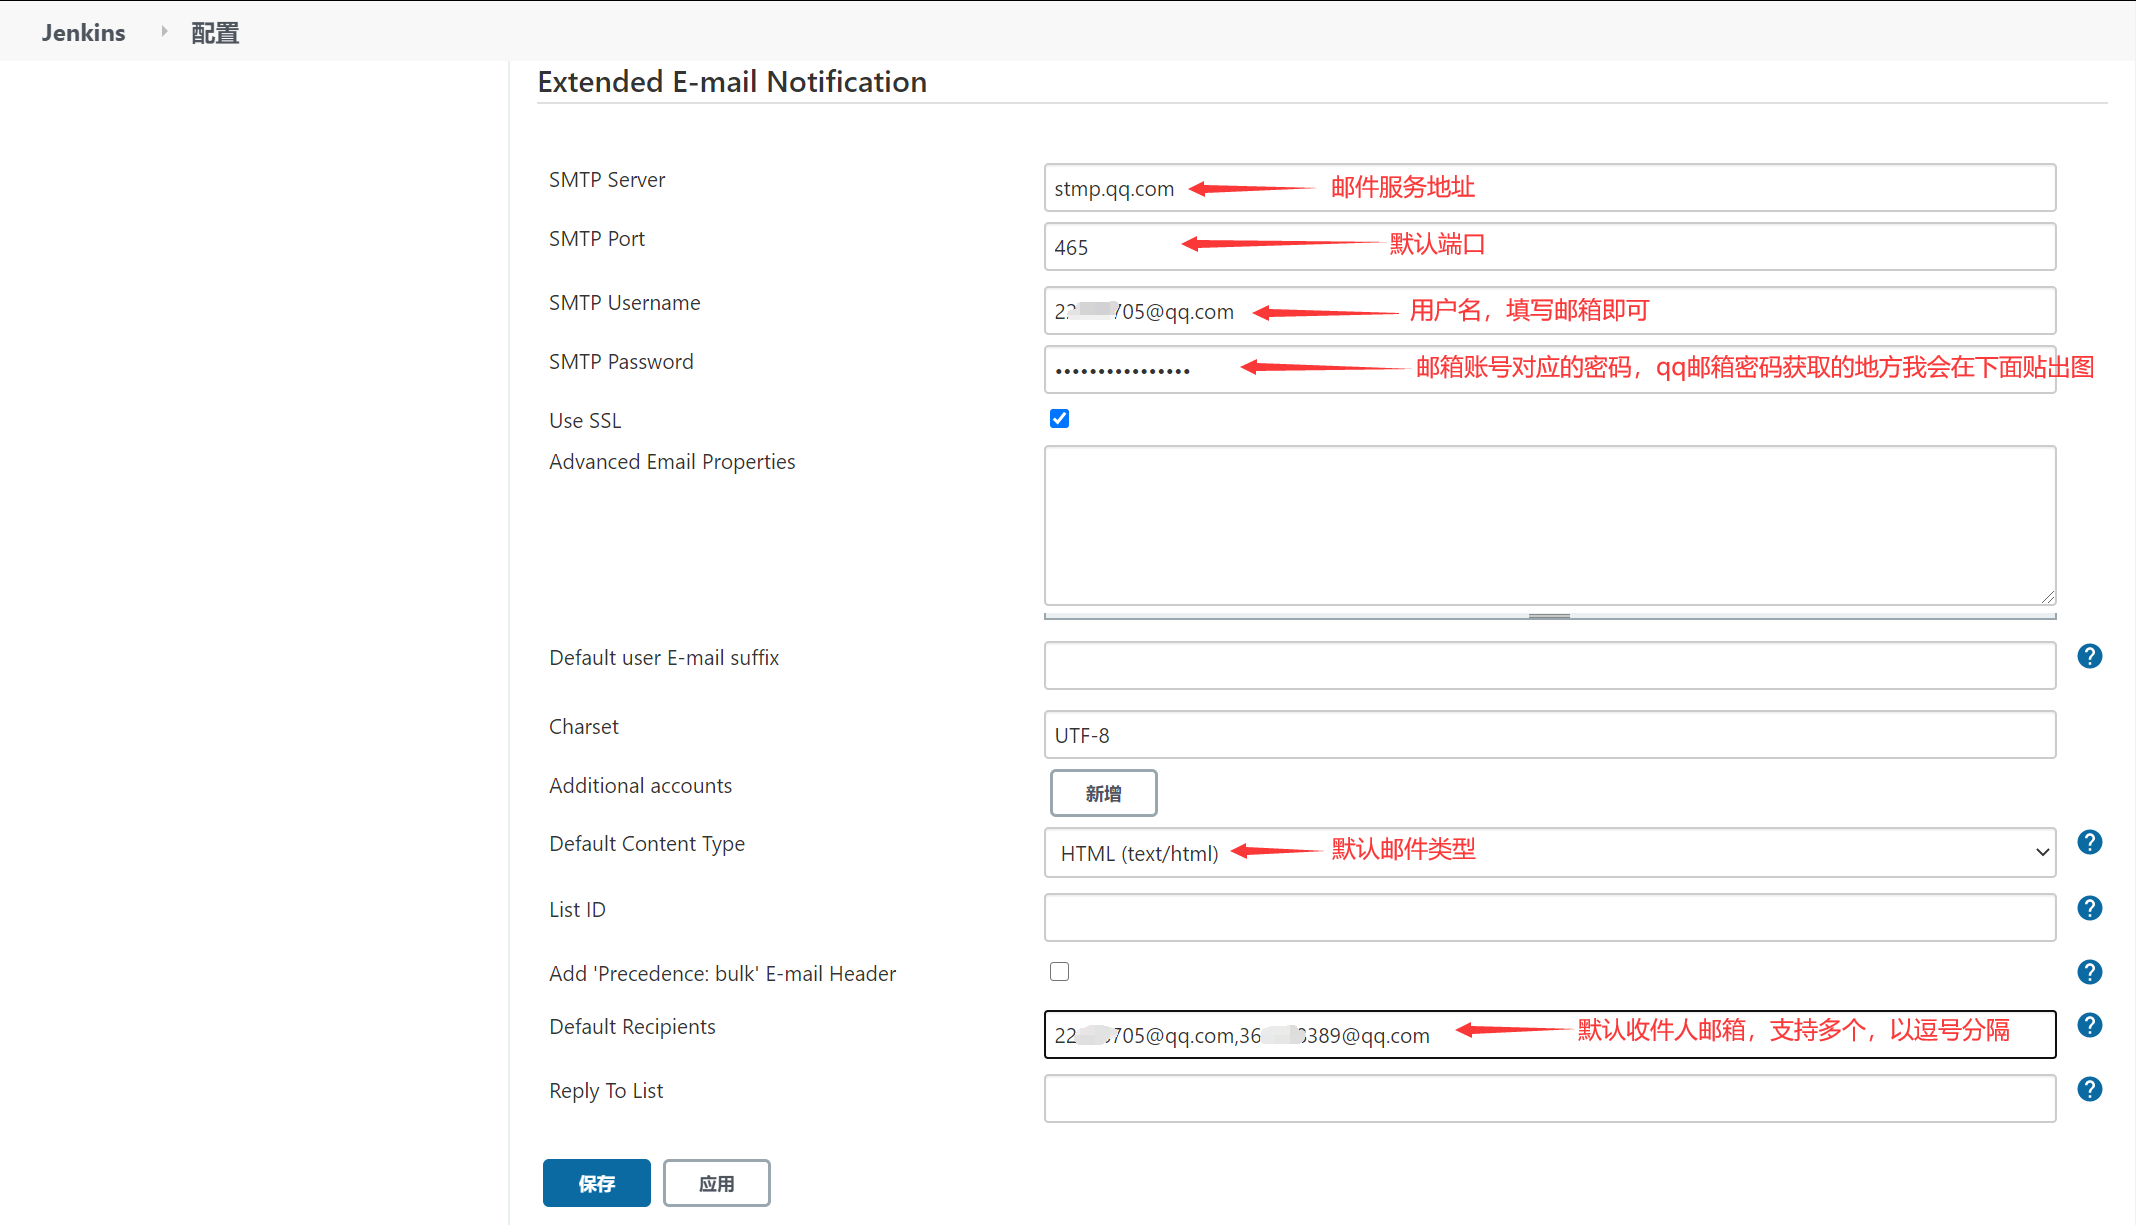 Jenkins 配置
Extended E-mail Notification
SMTP Server
stmp.qq.com 邮件服务地址
SMTP Port
465 默认端口
SMTP Username
22 705@qq.com 用户名，填写邮箱即可
SMTP Password
•••••••••••••••• 邮箱账号对应的密码，qq邮箱密码获取的地方我会在下面贴出图
Use SSL
Advanced Email Properties
Default user E-mail suffix
Charset
UTF-8
Additional accounts
新增
Default Content Type
HTML (text/html) 默认邮件类型
List ID
Add 'Precedence: bulk' E-mail Header
Default Recipients
22 705@qq.com,36 389@qq.com 默认收件人邮箱，支持多个，以逗号分隔
Reply To List
保存 应用